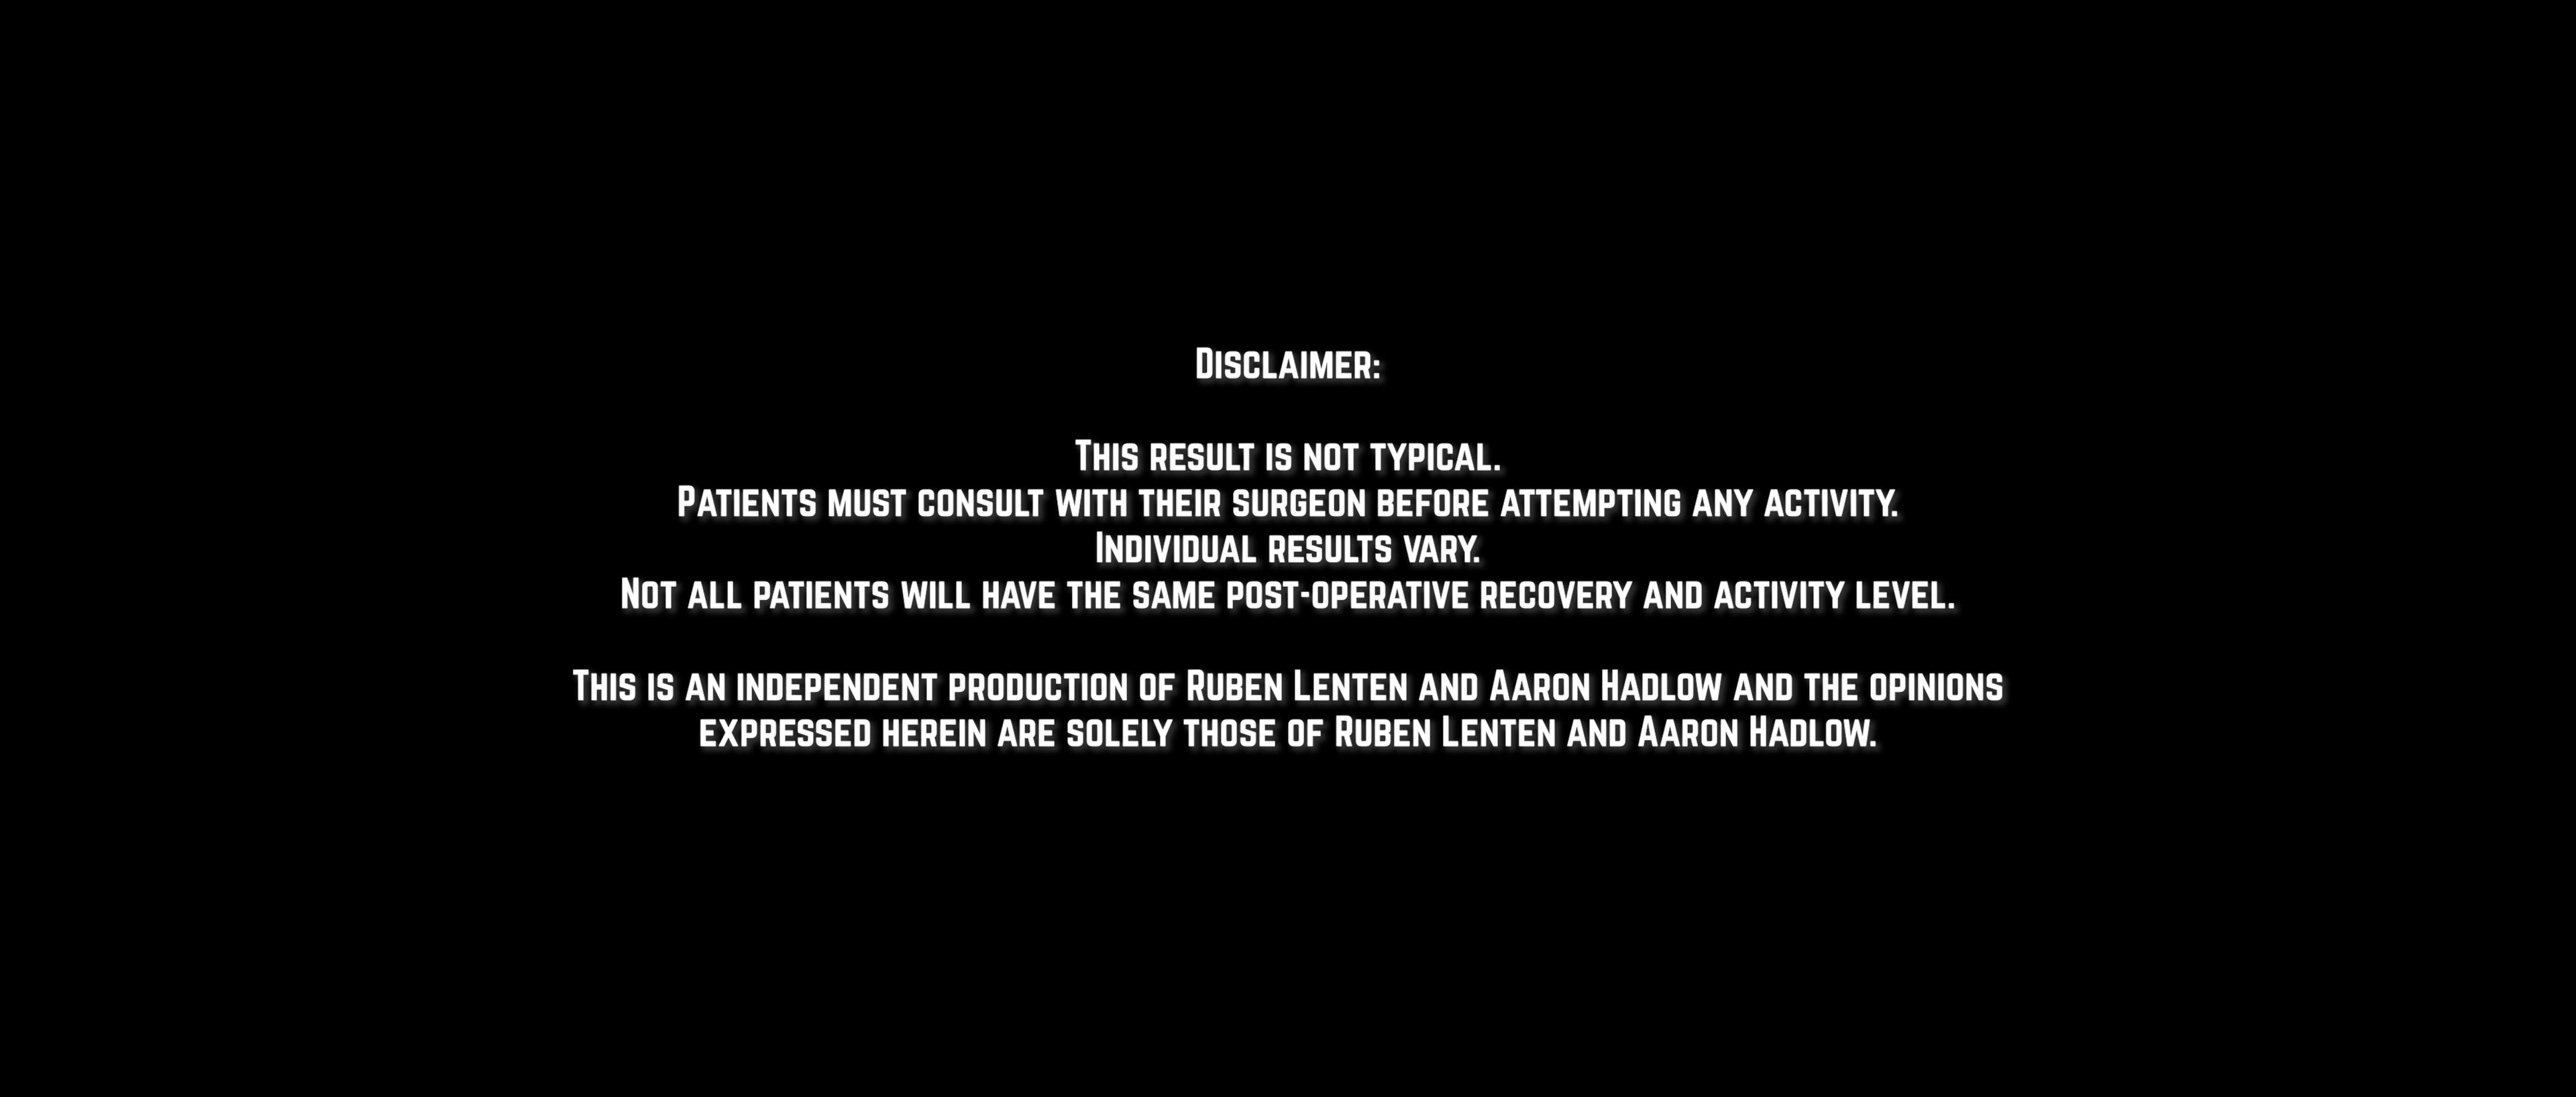 Disclaimer:
This result is not typical.
Patients must consult with their surgeon before attempting any activity.
Individual results vary.
Not all patients will have the same post-operative recovery and activity level.
This is an independent production of Ruben Lenten and Aaron Hadlow and the opinions
expressed herein are solely those of Ruben Lenten and Aaron Hadlow.